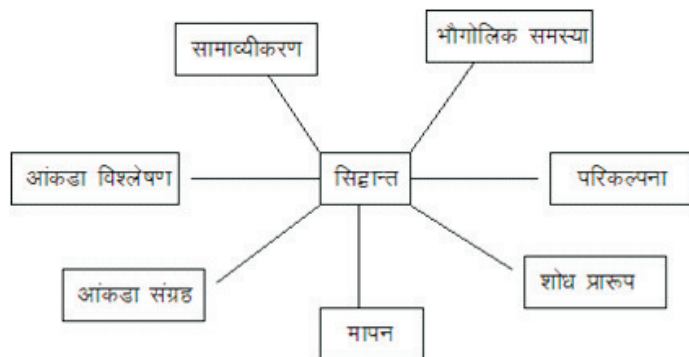 सामाव्यीकरण
भौगोलिक समस्या
आंकडा विश्लेषण
सिद्वान्त
परिकल्पना
आंकडा संग्रह
शोध प्रारूप
मापन